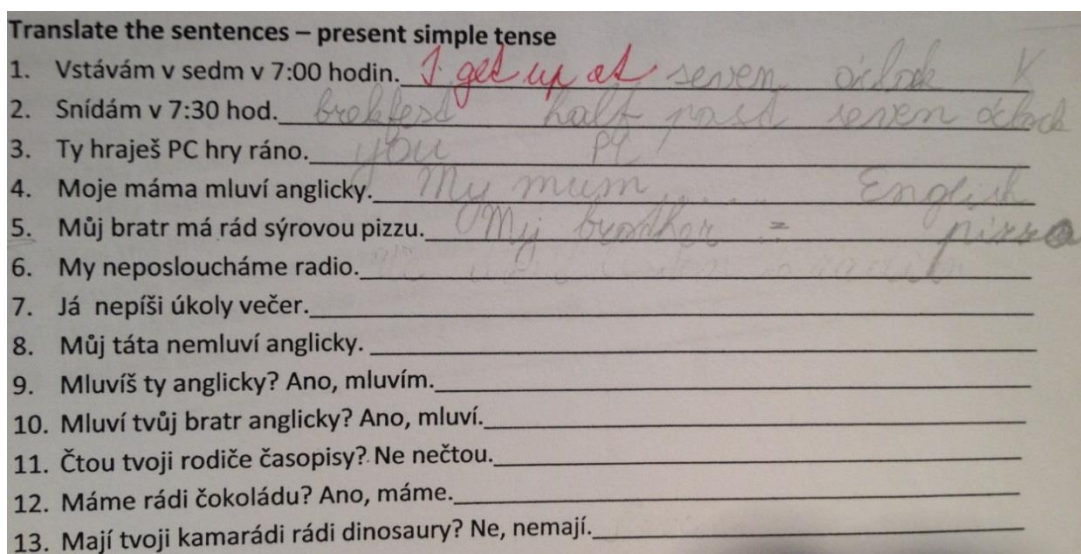 Translate the sentences – present simple tense
1. Vstávám v sedm v 7:00 hodin. I get up at seven óclock
2. Snídám v 7:30 hod. brekfest half past seven óclock
3. Ty hraješ PC hry ráno. you PC
4. Moje máma mluví anglicky. My mum English
5. Můj bratr má rád sýrovou pizzu. My brother = pizza
6. My neposloucháme radio.
7. Já nepíši úkoly večer.
8. Můj táta nemluví anglicky.
9. Mluvíš ty anglicky? Ano, mluvím.
10. Mluví tvůj bratr anglicky? Ano, mluví.
11. Čtou tvoji rodiče časopisy? Ne nečtou.
12. Máme rádi čokoládu? Ano, máme.
13. Mají tvoji kamarádi rádi dinosaury? Ne, nemají.